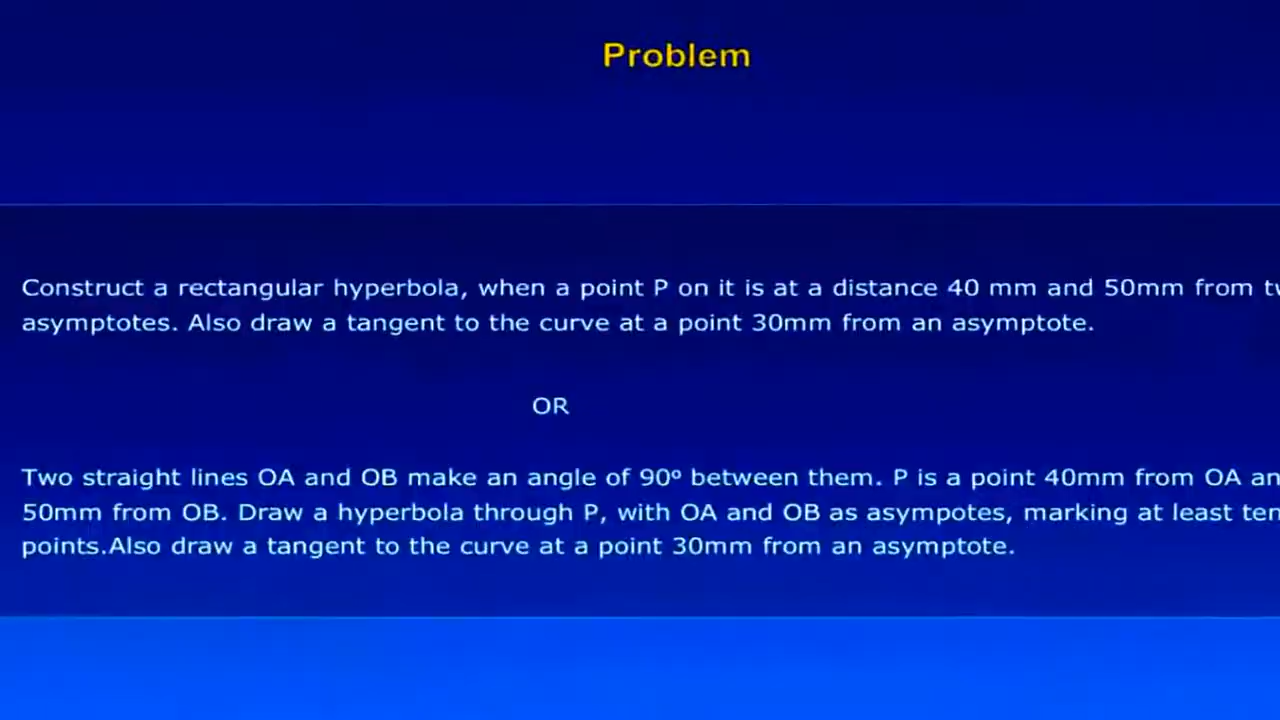 Problem
Construct a rectangular hyperbola, when a point P on it is at a distance 40 mm and 50mm from
asymptotes. Also draw a tangent to the curve at a point 30mm from an asymptote.
OR
Two straight lines OA and OB make an angle of 90º between them. P is a point 40mm from OA
50mm from OB. Draw a hyperbola through P, with OA and OB as asympotes, marking at least ten
points.Also draw a tangent to the curve at a point 30mm from an asymptote.